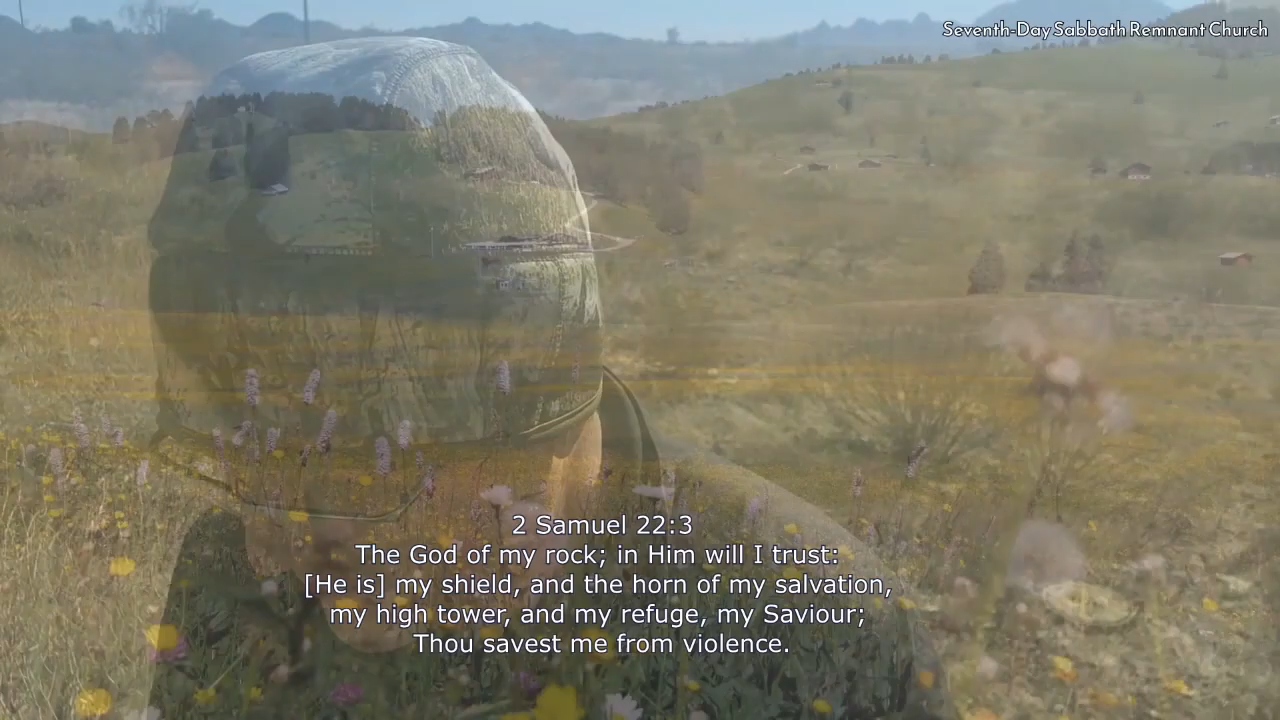 Seventh-Day Sabbath Remnant Church
2 Samuel 22:3
The God of my rock; in Him will I trust:
[He is] my shield, and the horn of my salvation,
my high tower, and my refuge, my Saviour;
Thou savest me from violence.